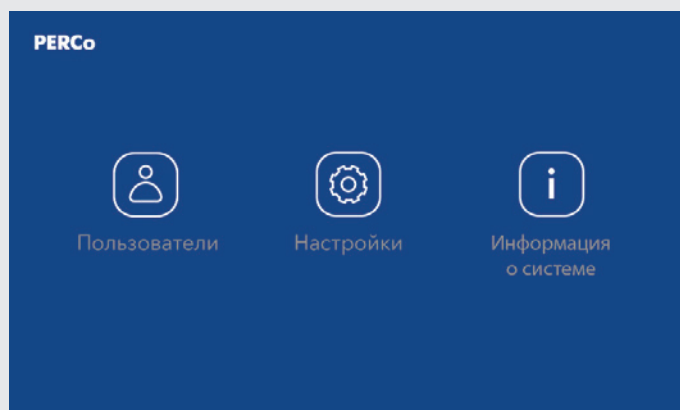 PERCo
Пользователи
Настройки
Информация
о системе